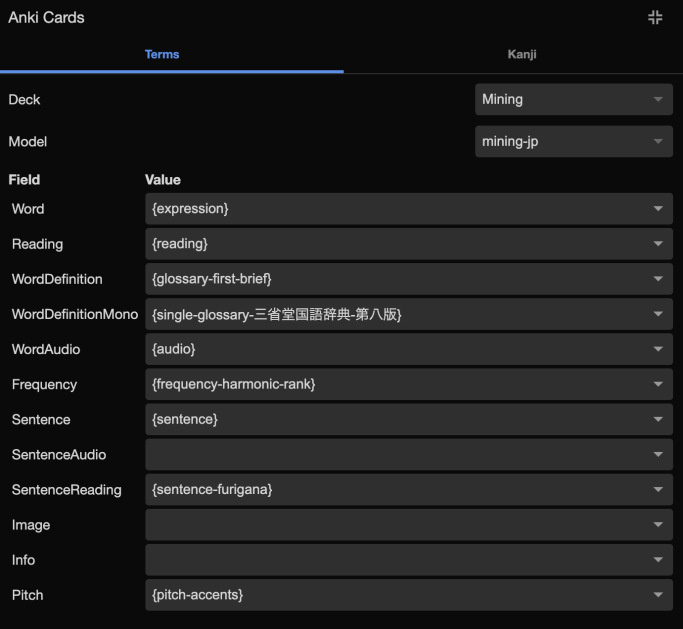 Anki Cards
Terms Kanji
Deck Mining
Model mining-jp
Field Value
Word {expression}
Reading {reading}
WordDefinition {glossary-first-brief}
WordDefinitionMono {single-glossary-三省堂国語辞典-第八版}
WordAudio {audio}
Frequency {frequency-harmonic-rank}
Sentence {sentence}
SentenceAudio
SentenceReading {sentence-furigana}
Image
Info
Pitch {pitch-accents}